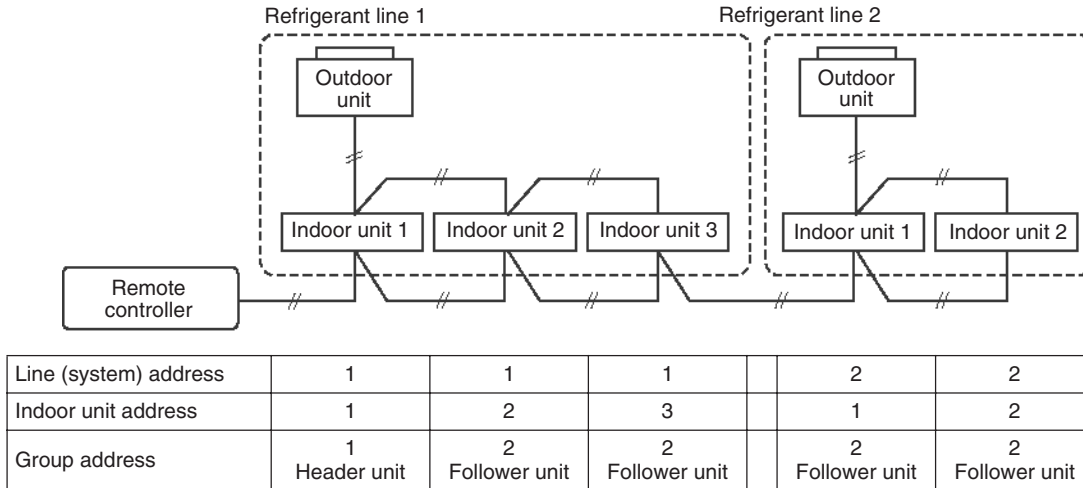 Refrigerant line 1
Refrigerant line 2
Outdoor
unit
Outdoor
unit
Indoor unit 1
Indoor unit 2
Indoor unit 3
Indoor unit 1
Indoor unit 2
Remote
controller
Line (system) address 1 1 1 2 2
Indoor unit address 1 2 3 1 2
Group address
1 2 2 2 2
Header unit Follower unit Follower unit Follower unit Follower unit